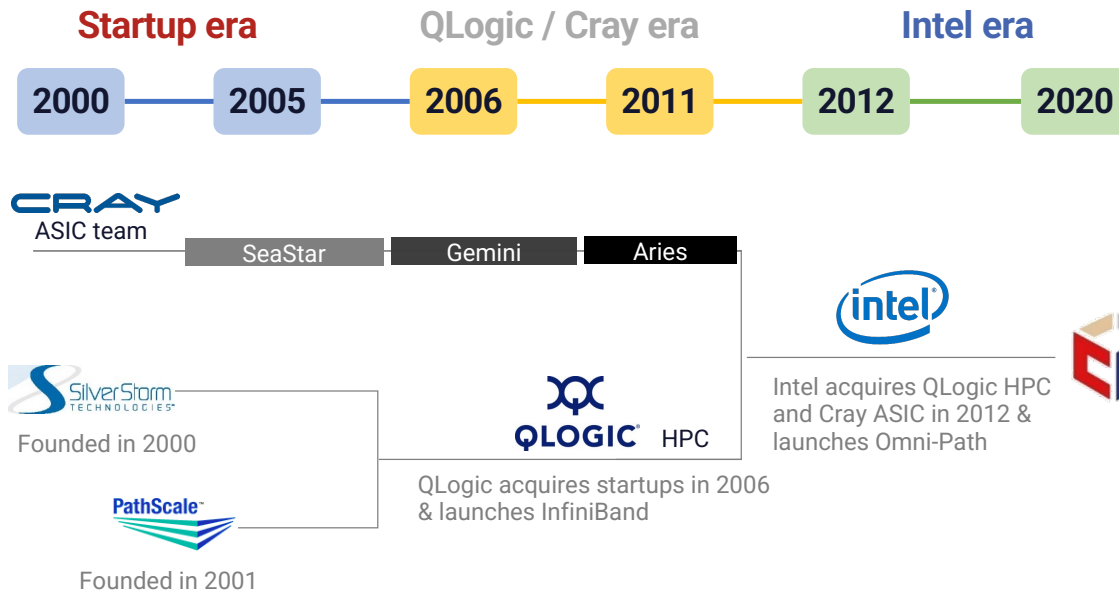 Startup era
QLogic / Cray era
Intel era
2000
2005
2006
2011
2012
2020
CRAY
ASIC team
SeaStar
Gemini
Aries
intel®
SilverStorm
TECHNOLOGIES™
Founded in 2000
QLOGIC® HPC
Intel acquires QLogic HPC
and Cray ASIC in 2012 &
launches Omni-Path
QLogic acquires startups in 2006
& launches InfiniBand
PathScale™
Founded in 2001